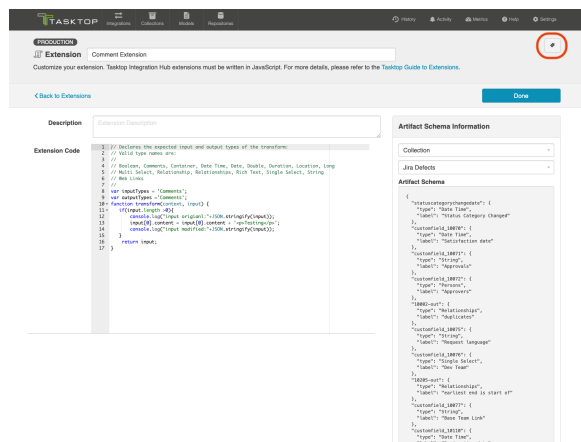 TASKTOP
Integrations
Collections
Models
Repositories
History
Activity
Metrics
Help
Settings
PRODUCTION
Extension
Comment Extension
Customize your extension. Tasktop Integration Hub extensions must be written in JavaScript. For more details, please refer to the Tasktop Guide to Extensions.
Back to Extensions
Done
Description
Extension Description
Extension Code
1 // Declares the expected input and output types of the transform:
2 // Valid type names are:
3 //
4 // Boolean, Comments, Container, Date Time, Date, Double, Duration, Location, Long
5 // Multi Select, Relationship, Relationships, Rich Text, Single Select, String
6 // Web Links
7 //
8 var inputTypes = 'Comments';
9 var outputTypes ='Comments';
10 function transform(context, input) {
11 if(input.length >0){
12 console.log("input origianl:"+JSON.stringify(input));
13 input[0].content = input[0].content + '<p>Testing</p>';
14 console.log("input modified:"+JSON.stringify(input));
15 }
16 return input;
17 }
Artifact Schema Information
Collection
Jira Defects
Artifact Schema
{
"statuscategorychangedate": {
"type": "Date Time",
"label": "Status Category Changed"
},
"customfield_10070": {
"type": "Date Time",
"label": "Satisfaction date"
},
"customfield_10071": {
"type": "String",
"label": "Approvals"
},
"customfield_10072": {
"type": "Persons",
"label": "Approvers"
},
"10002-out": {
"type": "Relationships",
"label": "duplicates"
},
"customfield_10075": {
"type": "String",
"label": "Request language"
},
"customfield_10076": {
"type": "Single Select",
"label": "Dev Team"
},
"10205-out": {
"type": "Relationships",
"label": "earliest end is start of"
},
"customfield_10077": {
"type": "String",
"label": "Base Team Link"
},
"customfield_10110": {
"type": "Date Time",